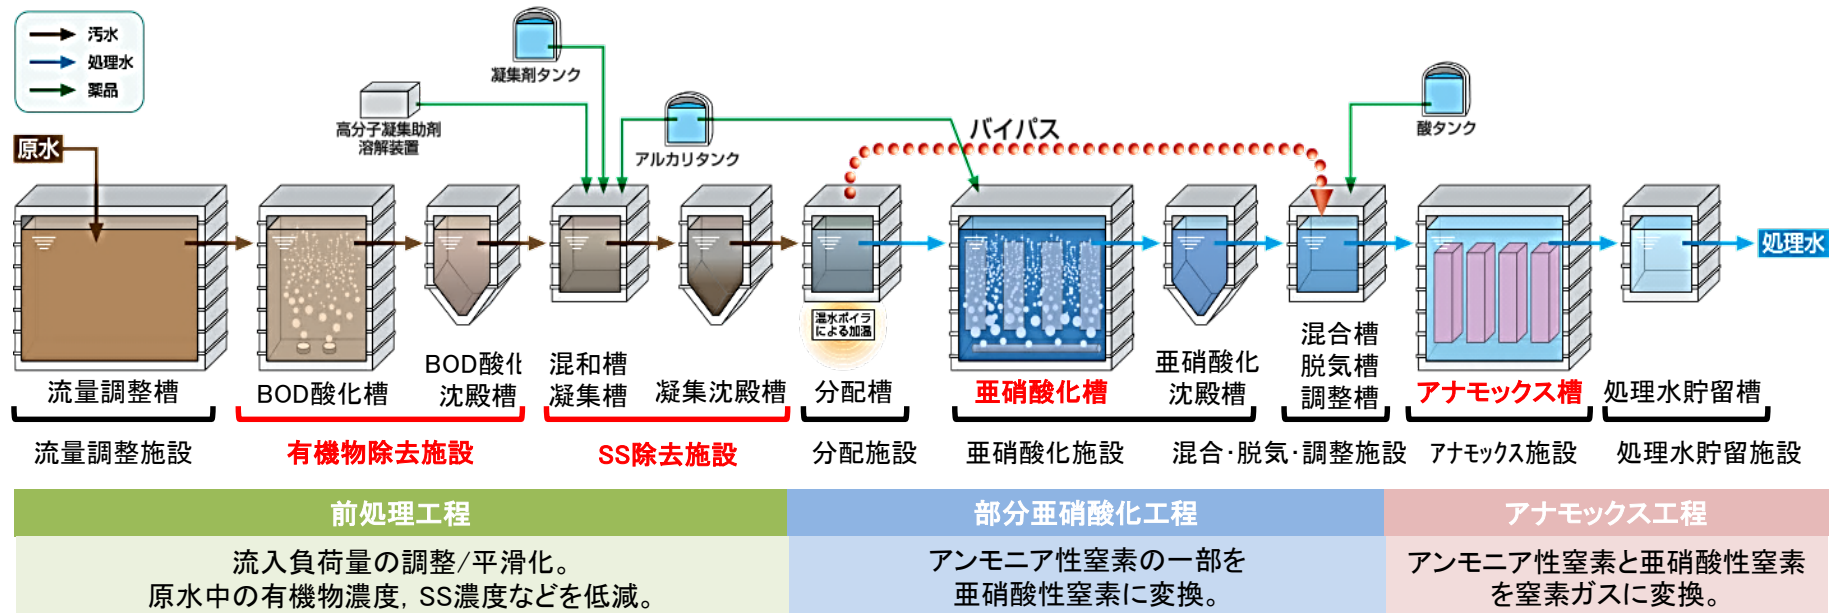 汚水
処理水
薬品
凝集剤タンク
高分子凝集助剤
溶解装置
アルカリタンク
バイパス
酸タンク
原水
処理水
温水ボイラ
による加温
流量調整槽
BOD酸化槽
BOD酸化
沈殿槽
混和槽
凝集槽
凝集沈殿槽
分配槽
亜硝酸化槽
亜硝酸化
沈殿槽
混合槽
脱気槽
調整槽
アナモックス槽
処理水貯留槽
流量調整施設
有機物除去施設
SS除去施設
分配施設
亜硝酸化施設
混合・脱気・調整施設
アナモックス施設
処理水貯留施設
前処理工程
部分亜硝酸化工程
アナモックス工程
流入負荷量の調整/平滑化。
原水中の有機物濃度，SS濃度などを低減。
アンモニア性窒素の一部を
亜硝酸性窒素に変換。
アンモニア性窒素と亜硝酸性窒素
を窒素ガスに変換。